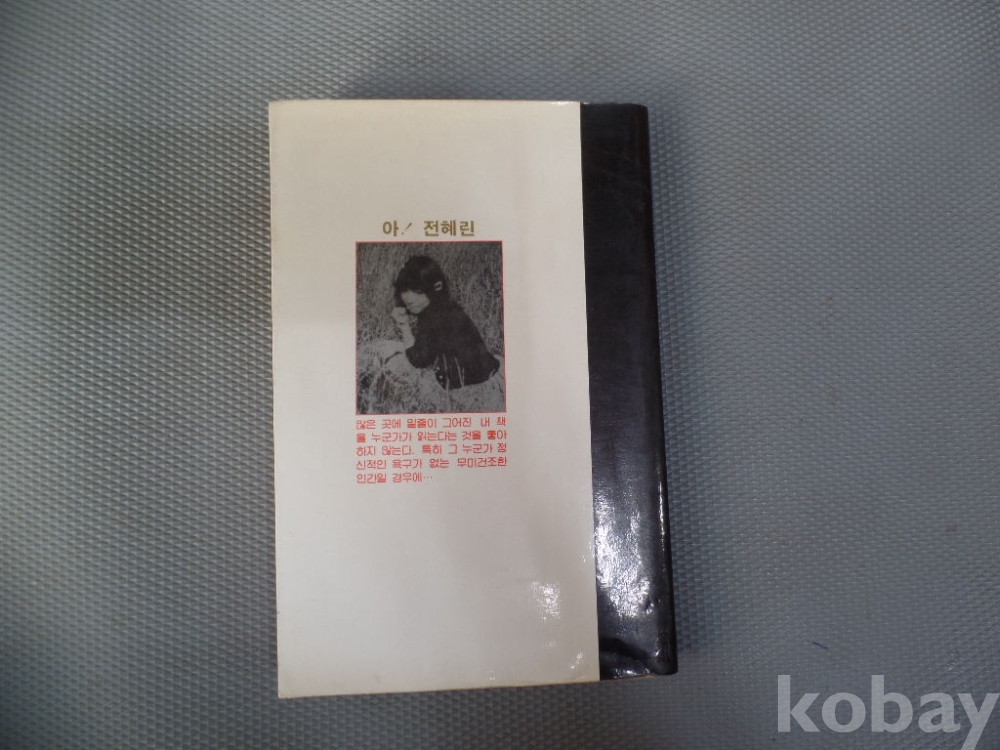 아! 전혜린
많은 곳에 밑줄이 그어진 내 책
을 누군가가 읽는다는 것을 좋아
하지 않는다. 특히 그 누군가 정
신적인 욕구가 없는 무미건조한
인간일 경우에…
kobay